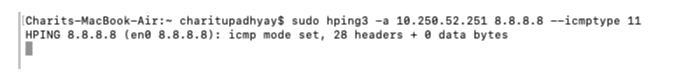 Charits-MacBook-Air:~ charitupadhyay$ sudo hping3 -a 10.250.52.251 8.8.8.8 --icmptype 11
HPING 8.8.8.8 (en0 8.8.8.8): icmp mode set, 28 headers + 0 data bytes